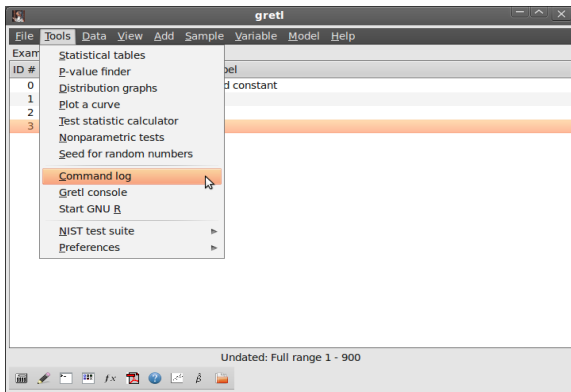 gretl
File Tools Data View Add Sample Variable Model Help
Exam
ID #
bel
0
d constant
1
2
3
Statistical tables
P-value finder
Distribution graphs
Plot a curve
Test statistic calculator
Nonparametric tests
Seed for random numbers
Command log
Gretl console
Start GNU R
NIST test suite
Preferences
Undated: Full range 1 - 900
fx
β̂